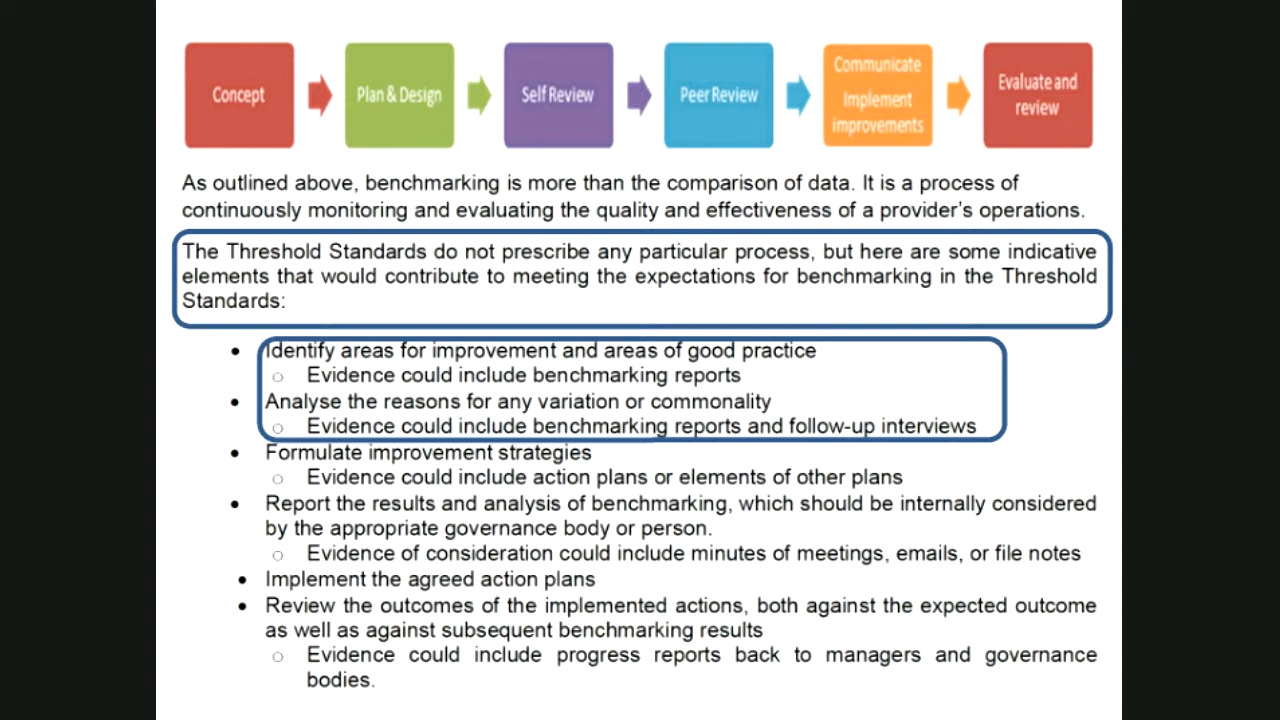 Concept
Plan & Design
Self Review
Peer Review
Communicate
Implement
improvements
Evaluate and
review
As outlined above, benchmarking is more than the comparison of data. It is a process of
continuously monitoring and evaluating the quality and effectiveness of a provider's operations.
The Threshold Standards do not prescribe any particular process, but here are some indicative
elements that would contribute to meeting the expectations for benchmarking in the Threshold
Standards:
• Identify areas for improvement and areas of good practice
○ Evidence could include benchmarking reports
• Analyse the reasons for any variation or commonality
○ Evidence could include benchmarking reports and follow-up interviews
• Formulate improvement strategies
○ Evidence could include action plans or elements of other plans
• Report the results and analysis of benchmarking, which should be internally considered
by the appropriate governance body or person.
○ Evidence of consideration could include minutes of meetings, emails, or file notes
• Implement the agreed action plans
• Review the outcomes of the implemented actions, both against the expected outcome
as well as against subsequent benchmarking results
○ Evidence could include progress reports back to managers and governance
bodies.